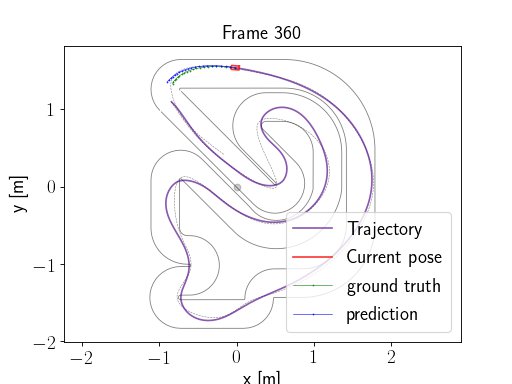 Frame 360
y [m]
1
0
−1
−2
−2 −1 0 1 2
x [m]
Trajectory
Current pose
ground truth
prediction